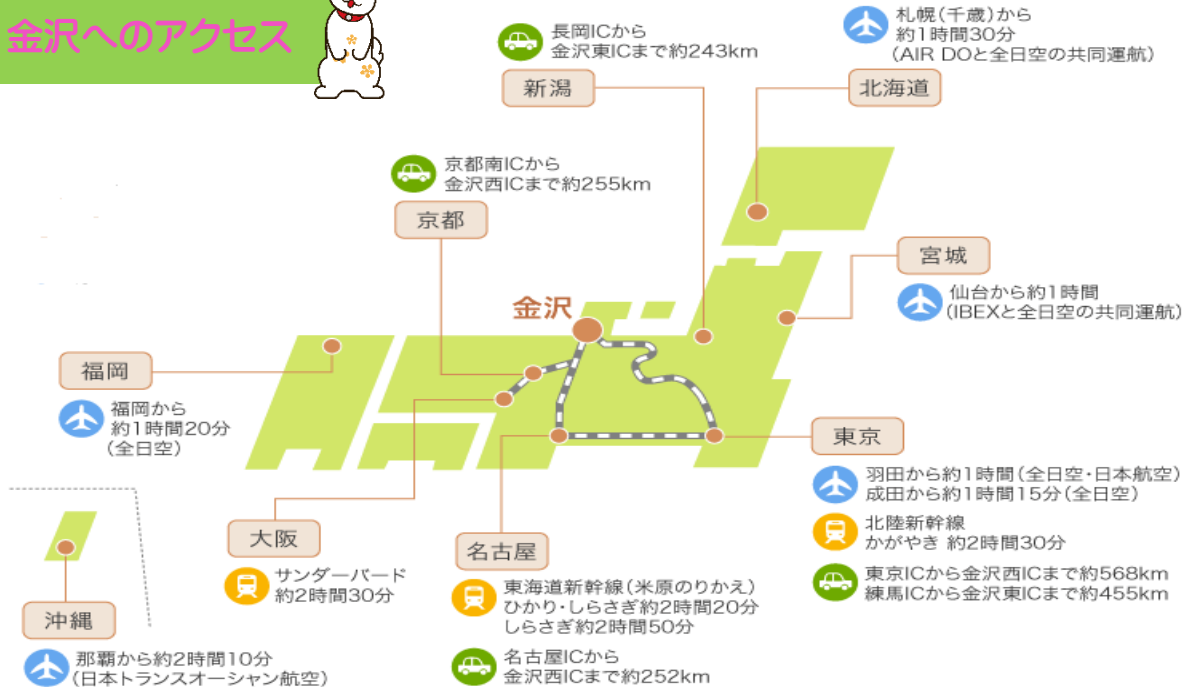 金沢へのアクセス
長岡ICから
金沢東ICまで約243km
新潟
札幌(千歳)から
約1時間30分
(AIR DOと全日空の共同運航)
北海道
京都南ICから
金沢西ICまで約255km
京都
宮城
仙台から約1時間
(IBEXと全日空の共同運航)
金沢
福岡
福岡から
約1時間20分
(全日空)
東京
羽田から約1時間(全日空・日本航空)
成田から約1時間15分(全日空)
北陸新幹線
かがやき 約2時間30分
東京ICから金沢西ICまで約568km
練馬ICから金沢東ICまで約455km
大阪
サンダーバード
約2時間30分
名古屋
東海道新幹線(米原のりかえ)
ひかり・しらさぎ約2時間20分
しらさぎ約2時間50分
名古屋ICから
金沢西ICまで約252km
沖縄
那覇から約2時間10分
(日本トランスオーシャン航空)